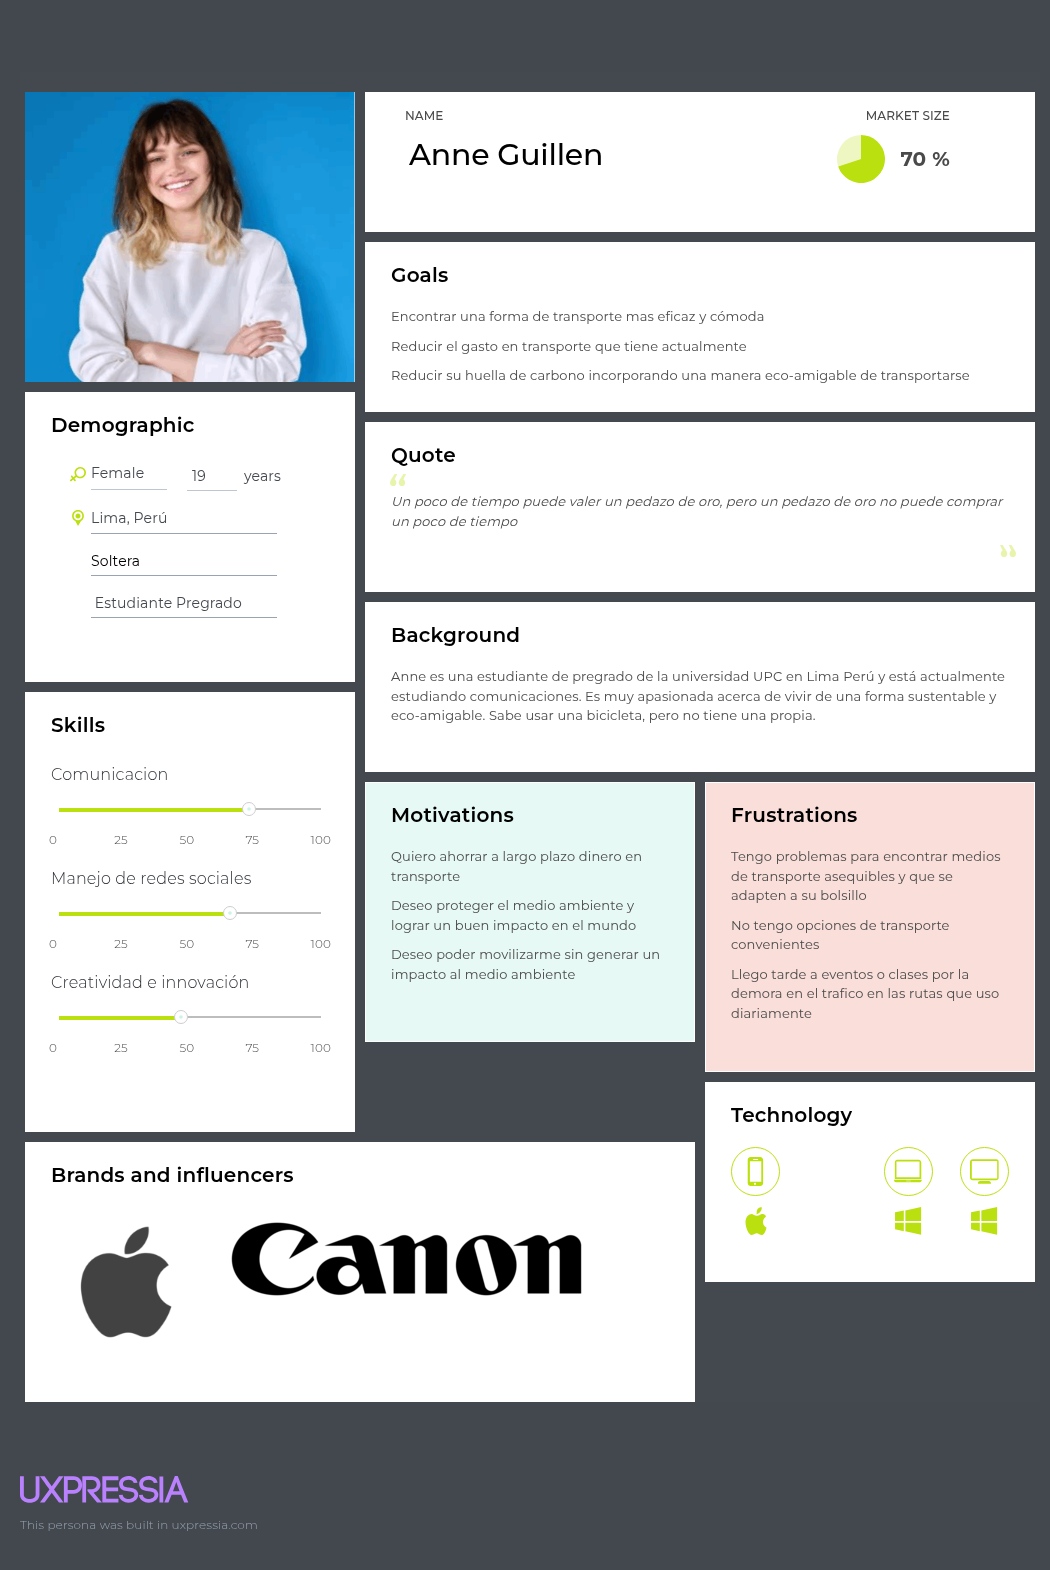 NAME
Anne Guillen
MARKET SIZE
70 %
Goals
Encontrar una forma de transporte mas eficaz y cómoda
Reducir el gasto en transporte que tiene actualmente
Reducir su huella de carbono incorporando una manera eco-amigable de transportarse
Demographic
Female
19 years
Lima, Perú
Soltera
Estudiante Pregrado
Quote
“
Un poco de tiempo puede valer un pedazo de oro, pero un pedazo de oro no puede comprar
un poco de tiempo
”
Background
Anne es una estudiante de pregrado de la universidad UPC en Lima Perú y está actualmente
estudiando comunicaciones. Es muy apasionada acerca de vivir de una forma sustentable y
eco-amigable. Sabe usar una bicicleta, pero no tiene una propia.
Skills
Comunicacion
0 25 50 75 100
Manejo de redes sociales
0 25 50 75 100
Creatividad e innovación
0 25 50 75 100
Motivations
Quiero ahorrar a largo plazo dinero en
transporte
Deseo proteger el medio ambiente y
lograr un buen impacto en el mundo
Deseo poder movilizarme sin generar un
impacto al medio ambiente
Frustrations
Tengo problemas para encontrar medios
de transporte asequibles y que se
adapten a su bolsillo
No tengo opciones de transporte
convenientes
Llego tarde a eventos o clases por la
demora en el trafico en las rutas que uso
diariamente
Technology
Brands and influencers
Canon
UXPRESSIA
This persona was built in uxpressia.com